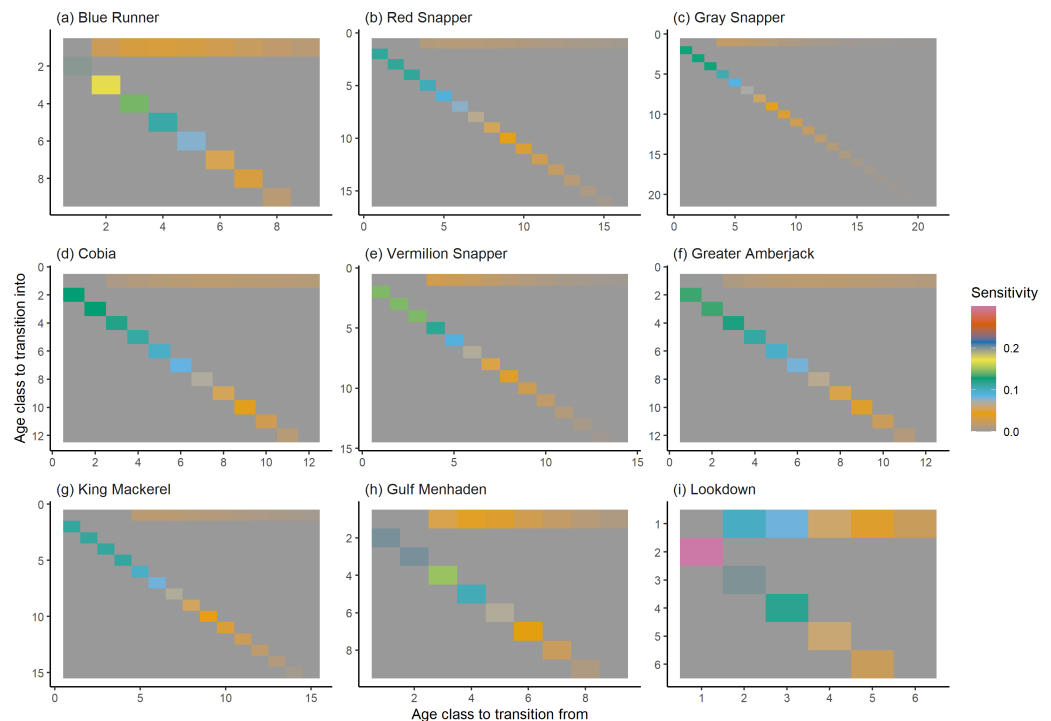 (a) Blue Runner
2
4
6
8
2 4 6 8
(b) Red Snapper
0
5
10
15
0 5 10 15
(c) Gray Snapper
0
5
10
15
20
0 5 10 15 20
(d) Cobia
0
2
4
6
8
10
12
0 2 4 6 8 10 12
(e) Vermilion Snapper
0
5
10
15
0 5 10 15
(f) Greater Amberjack
0
2
4
6
8
10
12
0 2 4 6 8 10 12
(g) King Mackerel
0
5
10
15
0 5 10 15
(h) Gulf Menhaden
2
4
6
8
2 4 6 8
(i) Lookdown
1
2
3
4
5
6
1 2 3 4 5 6
Age class to transition into
Age class to transition from
Sensitivity
0.2
0.1
0.0